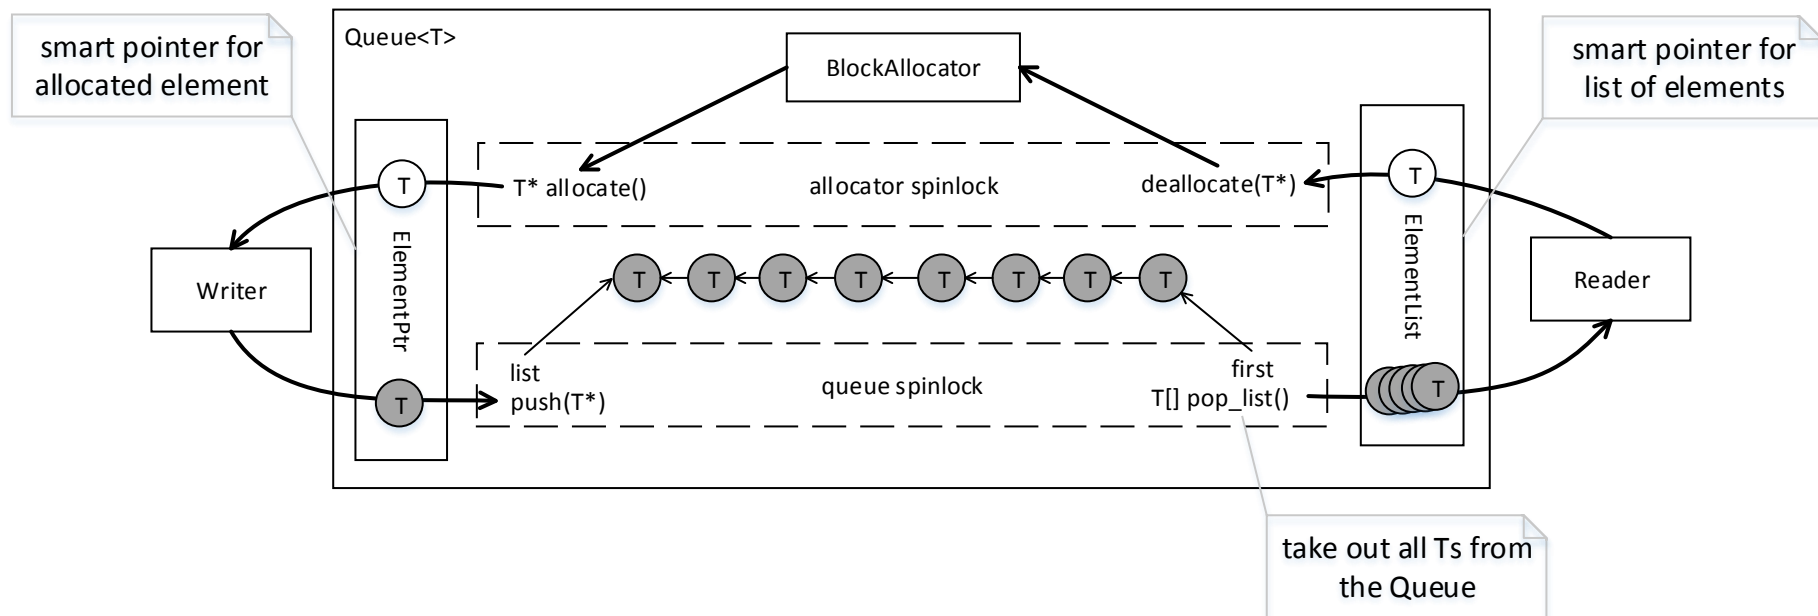 smart pointer for
allocated element
Queue<T>
BlockAllocator
smart pointer for
list of elements
T
T* allocate()
allocator spinlock
deallocate(T*)
T
ElementPtr
ElementList
Writer
T T T T T T T T
Reader
list
push(T*)
queue spinlock
first
T[] pop_list()
T
T
take out all Ts from
the Queue